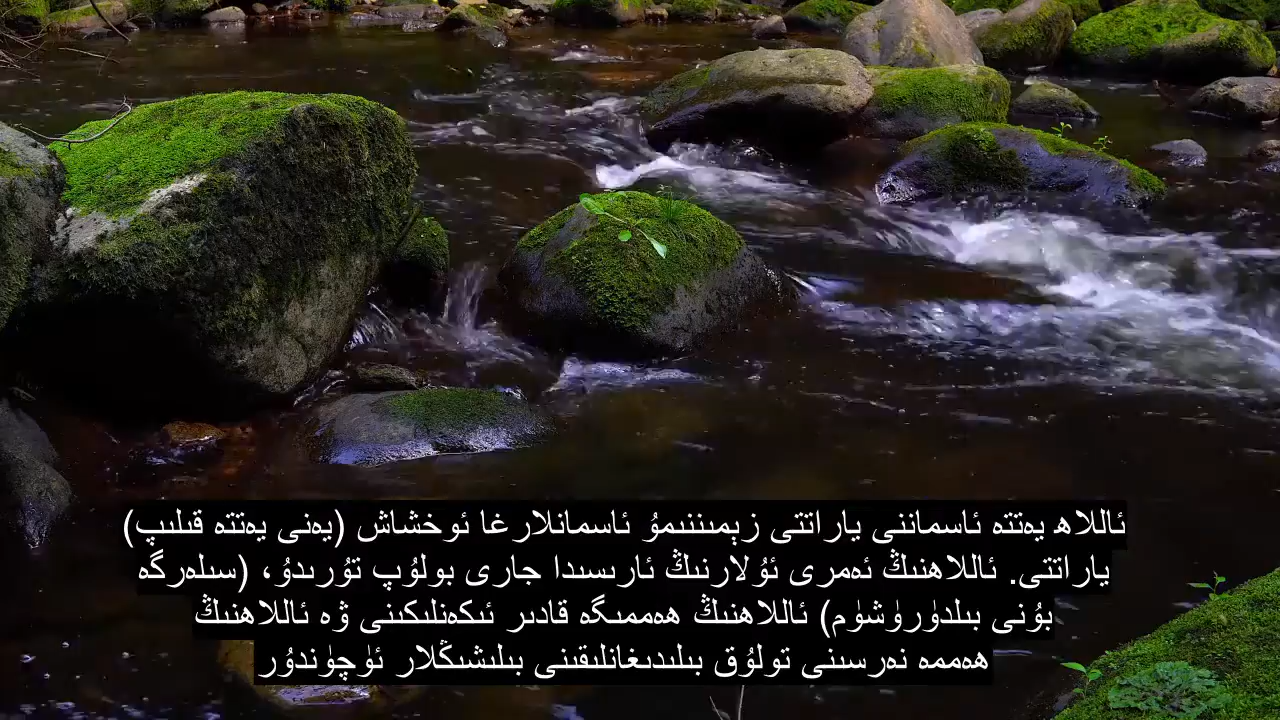 ئاللاھ يەتتە ئاسماننى ياراتتى زېمىننىمۇ ئاسمانلارغا ئوخشاش (يەنى يەتتە قىلىپ)
ياراتتى. ئاللاھنىڭ ئەمرى ئۇلارنىڭ ئارىسىدا جارى بولۇپ تۇرىدۇ، (سىلەرگە
بۇنى بىلدۈرۈشۈم) ئاللاھنىڭ ھەممىگە قادىر ئىكەنلىكىنى ۋە ئاللاھنىڭ
ھەممە نەرسىنى تولۇق بىلىدىغانلىقىنى بىلىشىڭلار ئۈچۈندۇر